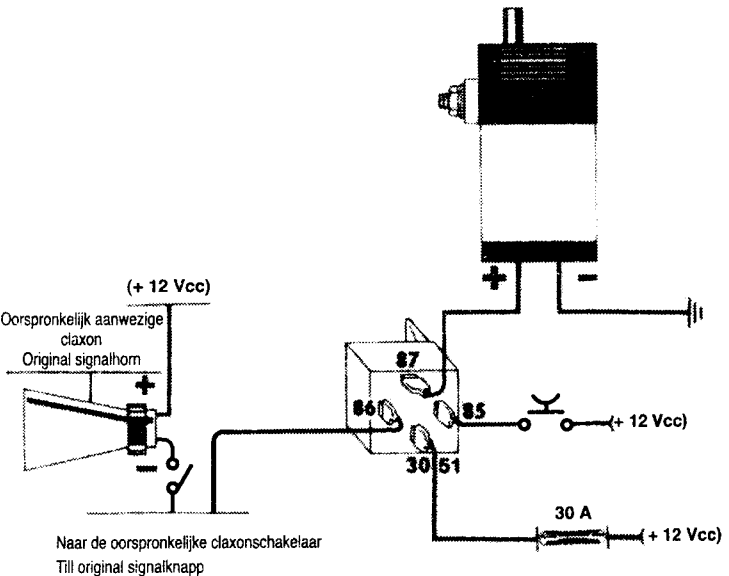 (+ 12 Vcc)
Oorspronkelijk aanwezige
claxon
Original signalhorn
+
−
+
−
87
86
85
30/51
(+ 12 Vcc)
30 A
(+ 12 Vcc)
Naar de oorspronkelijke claxonschakelaar
Till original signalknapp